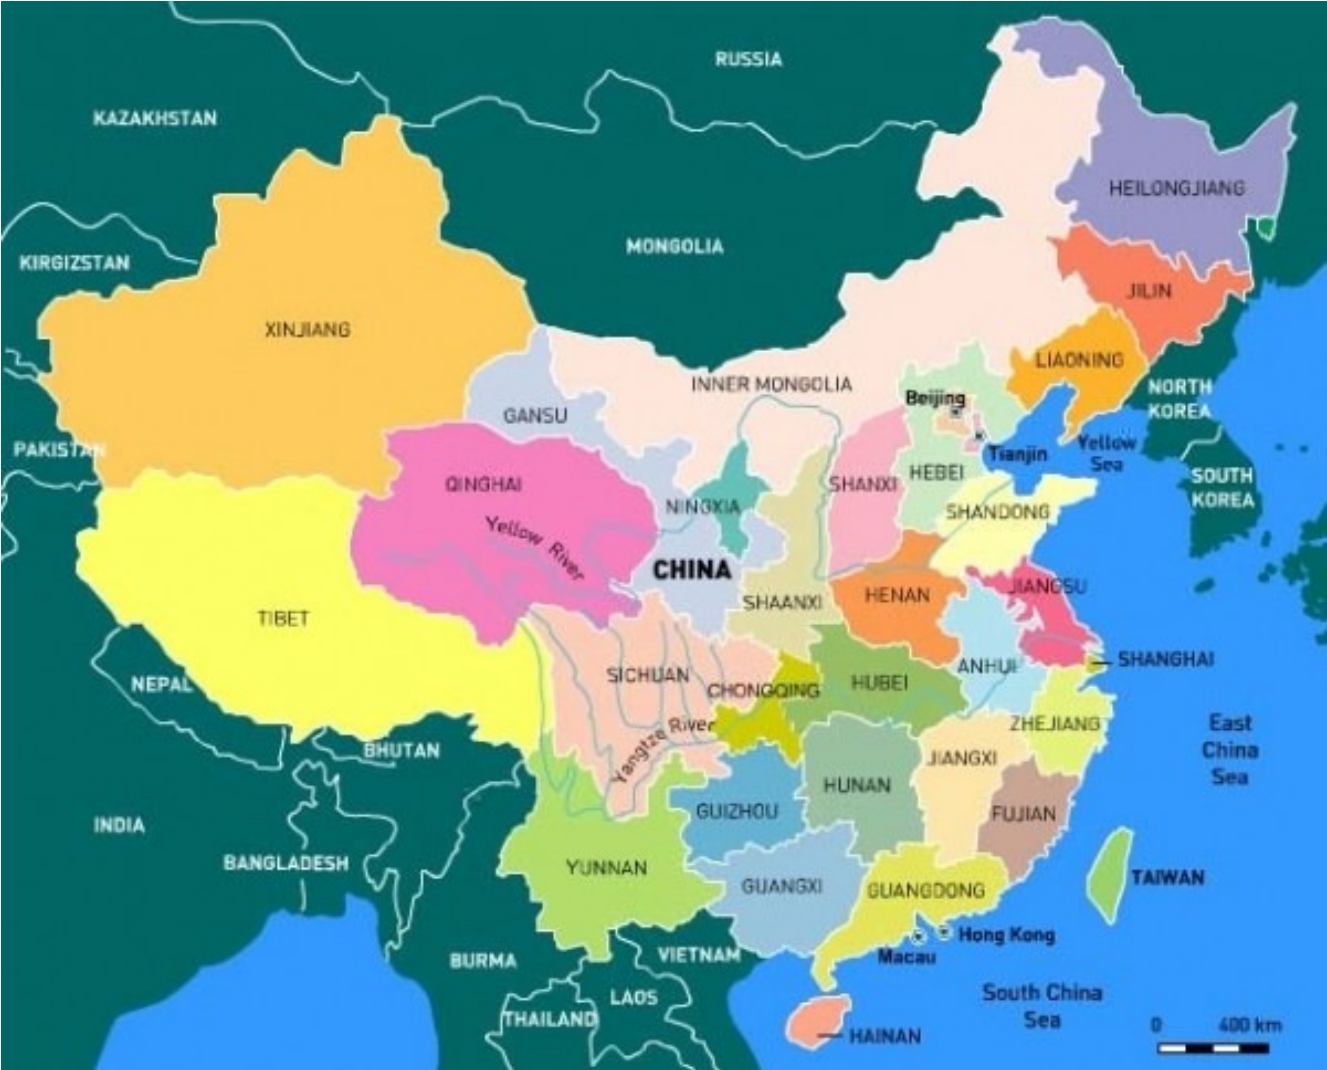 RUSSIA
KAZAKHSTAN
HEILONGJIANG
MONGOLIA
KIRGIZSTAN
JILIN
XINJIANG
LIAONING
INNER MONGOLIA
NORTH
KOREA
Beijing
GANSU
PAKISTAN
Tianjin
Yellow
Sea
QINGHAI
SHANXI
HEBEI
SOUTH
KOREA
NINGXIA
SHANDONG
Yellow River
CHINA
JIANGSU
HENAN
SHAANXI
TIBET
SHANGHAI
ANHUI
SICHUAN
NEPAL
CHONGQING
HUBEI
ZHEJIANG
East
China
Sea
Yangtze River
BHUTAN
JIANGXI
HUNAN
GUIZHOU
FUJIAN
INDIA
BANGLADESH
YUNNAN
TAIWAN
GUANGXI
GUANGDONG
Hong Kong
Macau
VIETNAM
BURMA
LAOS
South China
Sea
THAILAND
HAINAN
0 400 km